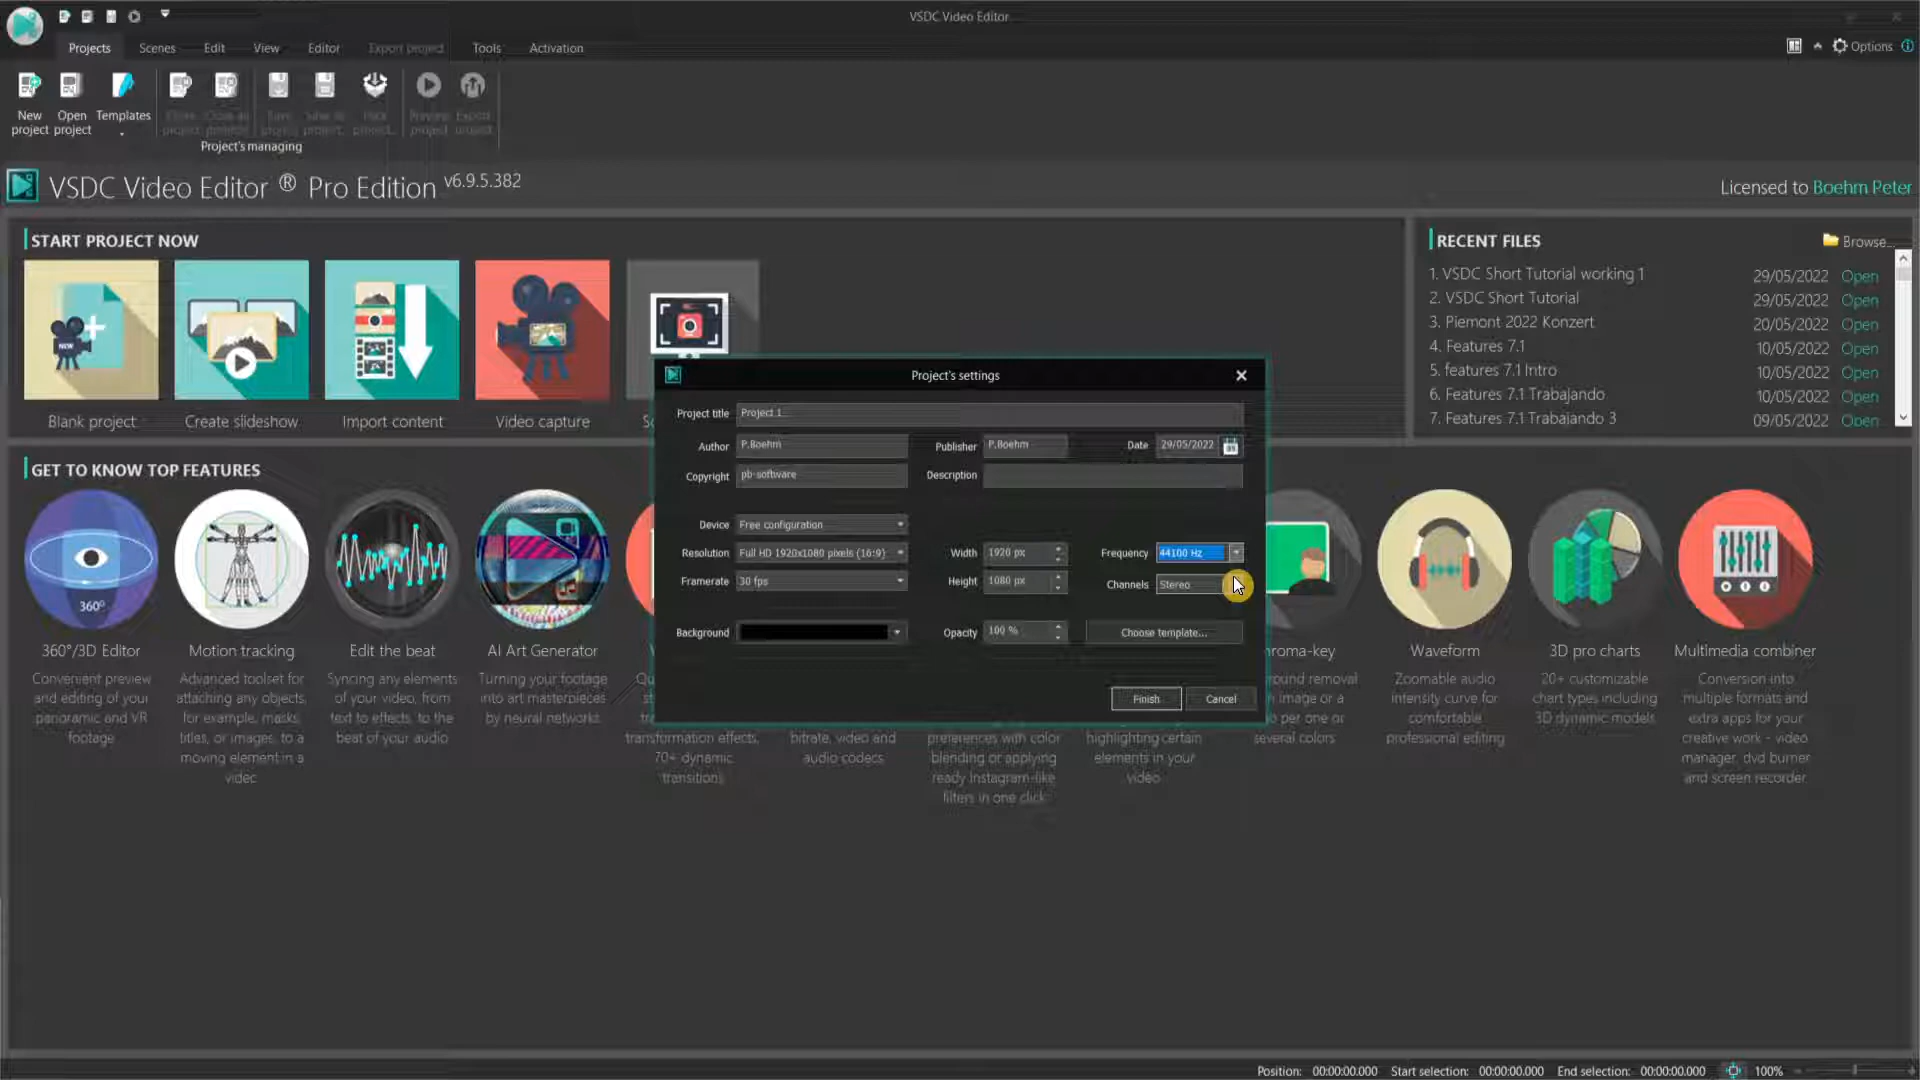 VSDC Video Editor
Projects Scenes Edit View Editor Export project Tools Activation
Options
New project
Open project
Templates
Project's managing
VSDC Video Editor ® Pro Edition v6.9.5.382
Licensed to Boehm Peter
START PROJECT NOW
Blank project
Create slideshow
Import content
Video capture
RECENT FILES
Browse...
1. VSDC Short Tutorial working 1 29/05/2022 Open
2. VSDC Short Tutorial 29/05/2022 Open
3. Piemont 2022 Konzert 20/05/2022 Open
4. Features 7.1 10/05/2022 Open
5. features 7.1 Intro 10/05/2022 Open
6. Features 7.1 Trabajando 10/05/2022 Open
7. Features 7.1 Trabajando 3 09/05/2022 Open
Project's settings
Project title Project 1
Author P.Boehm Publisher P.Boehm Date 29/05/2022
Copyright pb-software Description
Device Free configuration
Resolution Full HD 1920x1080 pixels (16:9) Width 1920 px Frequency 44100 Hz
Framerate 30 fps Height 1080 px Channels Stereo
Background Opacity 100 % Choose template...
Finish Cancel
GET TO KNOW TOP FEATURES
360°
360°/3D Editor
Convenient preview
and editing of your
panoramic and VR
footage
Motion tracking
Advanced toolset for
attaching any objects,
for example, masks,
titles, or images, to a
moving element in a
video
Edit the beat
Syncing any elements
of your video, from
text to effects, to the
beat of your audio
AI Art Generator
Turning your footage
into art masterpieces
by neural networks
transformation effects,
70+ dynamic
transitions
bitrate, video and
audio codecs
preferences with color
blending or applying
ready Instagram-like
filters in one click
highlighting certain
elements in your
video
hroma-key
ound removal
n image or a
o per one or
several colors
Waveform
Zoomable audio
intensity curve for
comfortable
professional editing
3D pro charts
20+ customizable
chart types including
3D dynamic models
Multimedia combiner
Conversion into
multiple formats and
extra apps for your
creative work - video
manager, dvd burner
and screen recorder
Position: 00:00:00.000 Start selection: 00:00:00.000 End selection: 00:00:00.000 100%